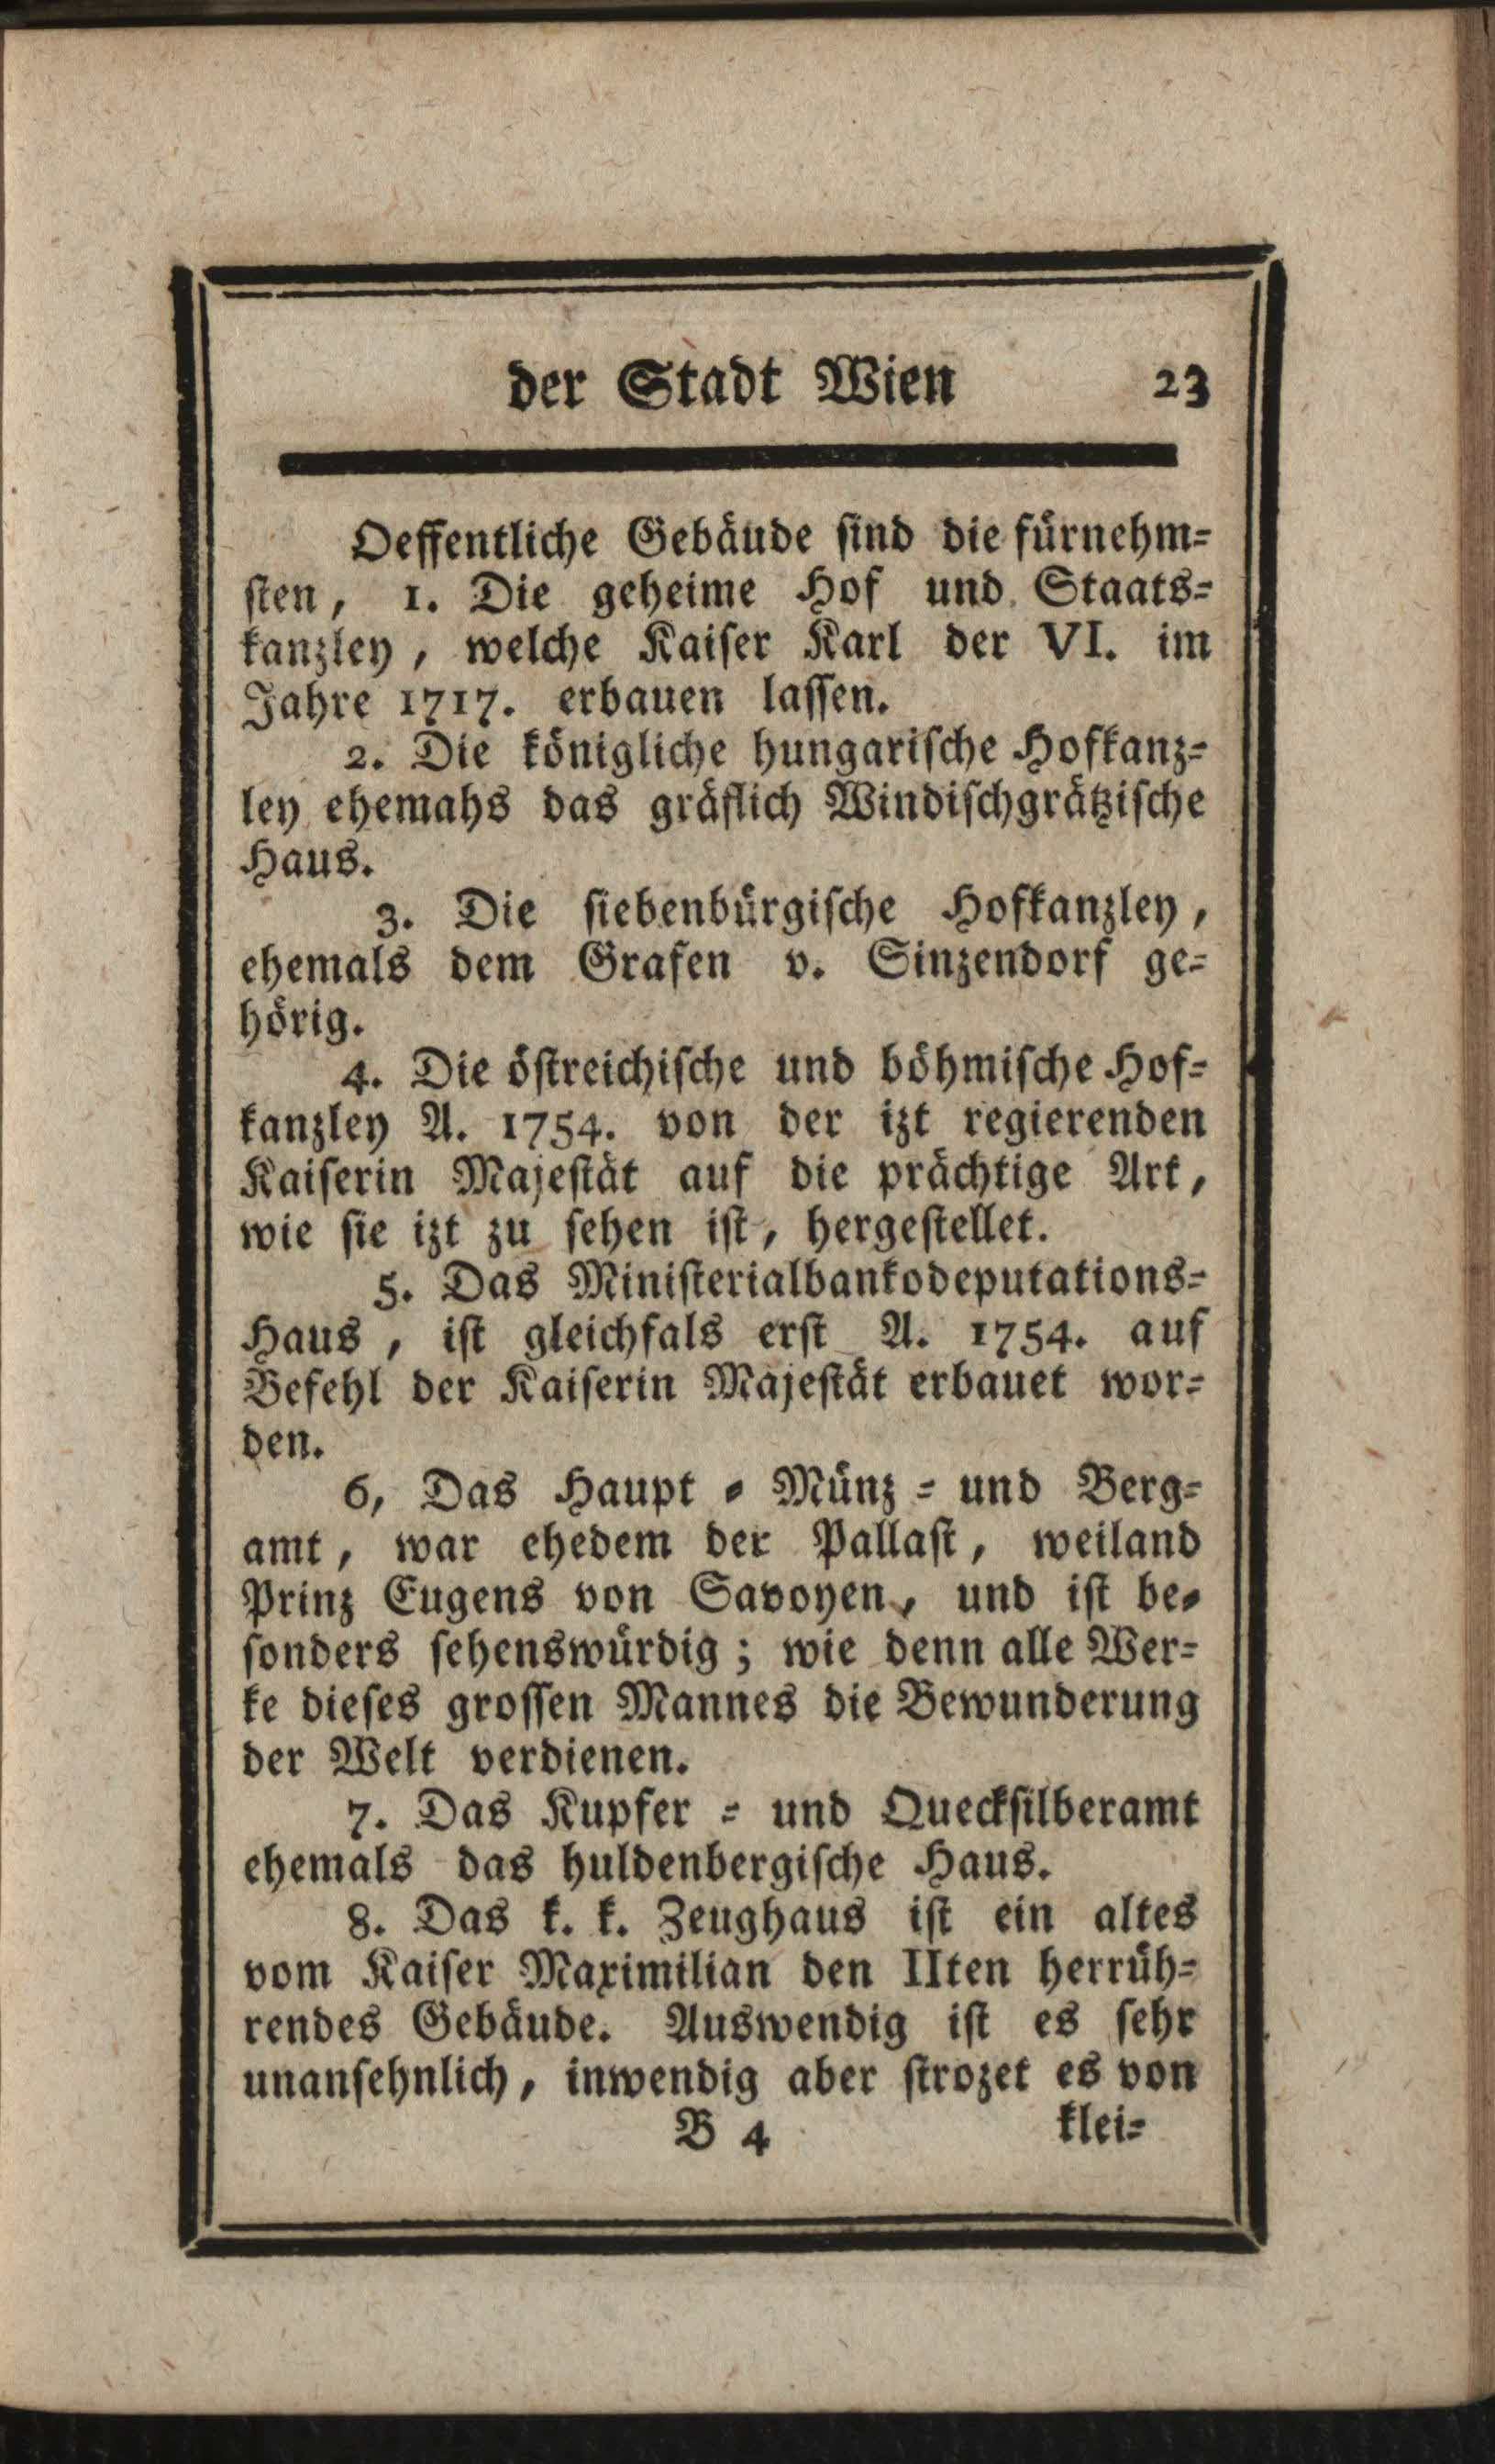 der Stadt Wien 23
Oeffentliche Gebäude sind die fürnehm-
sten, 1. Die geheime Hof und Staats-
kanzley, welche Kaiser Karl der VI. im
Jahre 1717. erbauen lassen.
2. Die königliche hungarische Hofkanz-
ley ehemahs das gräflich Windischgrätzische
Haus.
3. Die siebenbürgische Hofkanzley,
ehemals dem Grafen v. Sinzendorf ge-
hörig.
4. Die östreichische und böhmische Hof-
kanzley A. 1754. von der izt regierenden
Kaiserin Majestät auf die prächtige Art,
wie sie izt zu sehen ist, hergestellet.
5. Das Ministerialbankodeputations-
Haus, ist gleichfals erst A. 1754. auf
Befehl der Kaiserin Majestät erbauet wor-
den.
6, Das Haupt - Münz - und Berg-
amt, war ehedem der Pallast, weiland
Prinz Eugens von Savoyen, und ist be-
sonders sehenswürdig; wie denn alle Wer-
ke dieses grossen Mannes die Bewunderung
der Welt verdienen.
7. Das Kupfer - und Quecksilberamt
ehemals das huldenbergische Haus.
8. Das k. k. Zeughaus ist ein altes
vom Kaiser Maximilian den IIten herrüh-
rendes Gebäude. Auswendig ist es sehr
unansehnlich, inwendig aber strozet es von
B 4 klei-